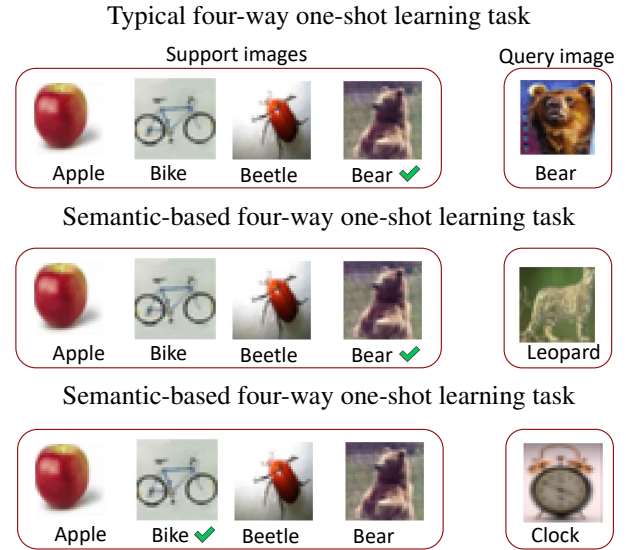 Typical four-way one-shot learning task
Support images
Query image
Apple Bike Beetle Bear
Bear
Semantic-based four-way one-shot learning task
Apple Bike Beetle Bear
Leopard
Semantic-based four-way one-shot learning task
Apple Bike Beetle Bear
Clock